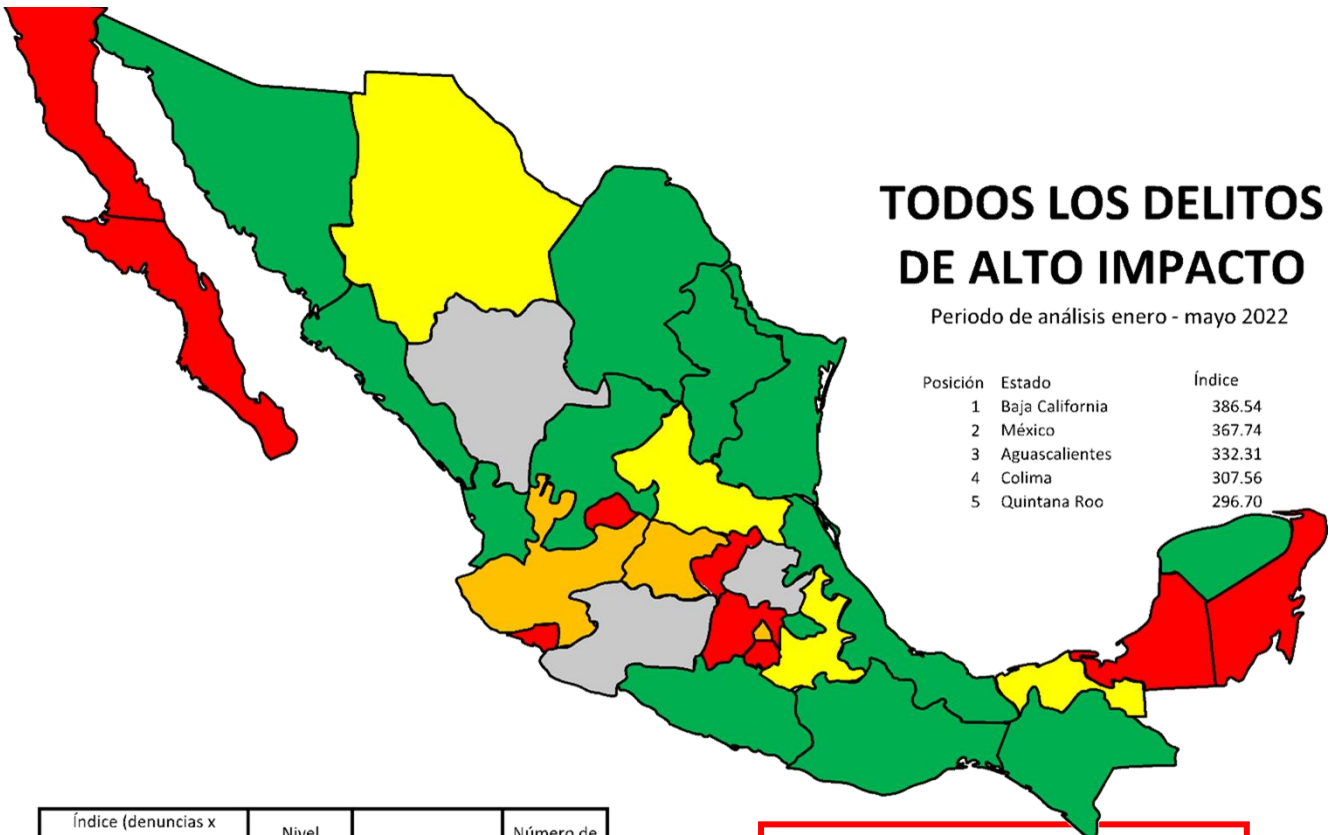 TODOS LOS DELITOS
DE ALTO IMPACTO
Periodo de análisis enero - mayo 2022
Posición Estado Índice
1 Baja California 386.54
2 México 367.74
3 Aguascalientes 332.31
4 Colima 307.56
5 Quintana Roo 296.70
Índice (denuncias x
Nivel
Número de